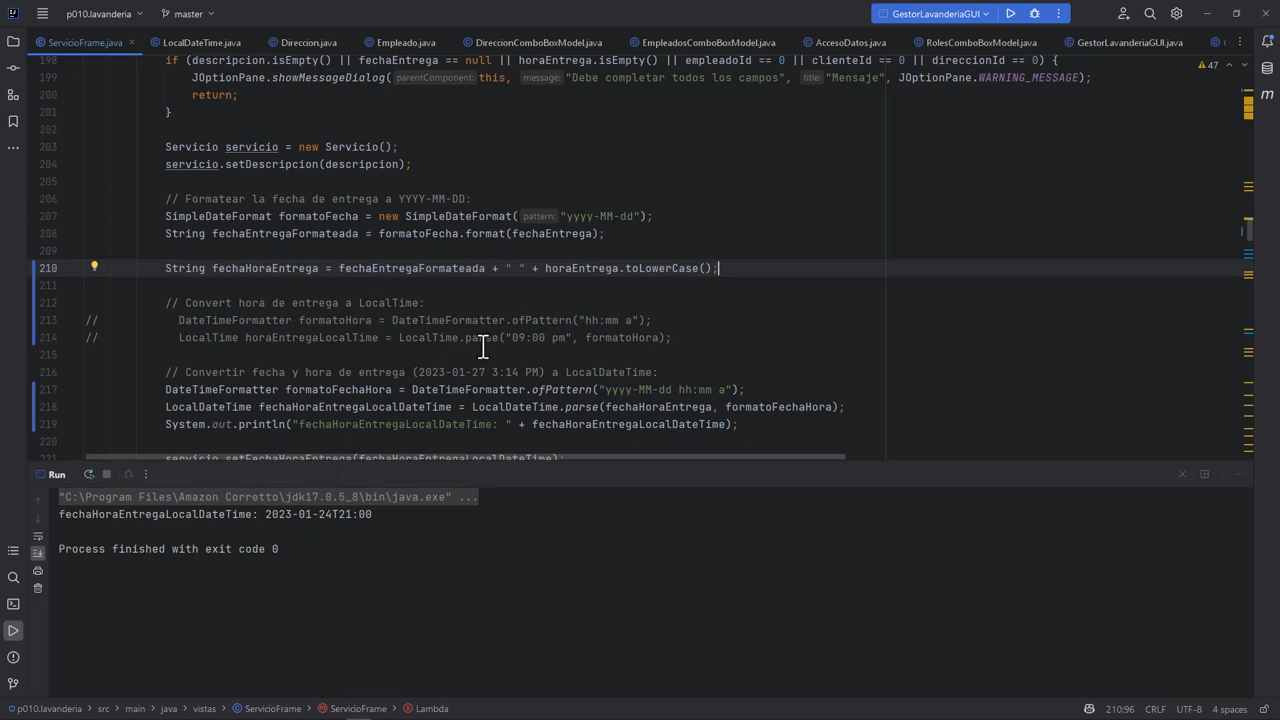 p010.lavanderia master GestorLavanderiaGUI
ServicioFrame.java LocalDateTime.java Direccion.java Empleado.java DireccionComboBoxModel.java EmpleadosComboBoxModel.java AccesoDatos.java RolesComboBoxModel.java GestorLavanderiaGUI.java
198 if (descripcion.isEmpty() || fechaEntrega == null || horaEntrega.isEmpty() || empleadoId == 0 || clienteId == 0 || direccionId == 0) { 47
199 JOptionPane.showMessageDialog( parentComponent: this, message: "Debe completar todos los campos", title: "Mensaje", JOptionPane.WARNING_MESSAGE);
200 return;
201 }
202
203 Servicio servicio = new Servicio();
204 servicio.setDescripcion(descripcion);
205
206 // Formatear la fecha de entrega a YYYY-MM-DD:
207 SimpleDateFormat formatoFecha = new SimpleDateFormat( pattern: "yyyy-MM-dd");
208 String fechaEntregaFormateada = formatoFecha.format(fechaEntrega);
209
210 String fechaHoraEntrega = fechaEntregaFormateada + " " + horaEntrega.toLowerCase();
211
212 // Convert hora de entrega a LocalTime:
213 // DateTimeFormatter formatoHora = DateTimeFormatter.ofPattern("hh:mm a");
214 // LocalTime horaEntregaLocalTime = LocalTime.parse("09:00 pm", formatoHora);
215
216 // Convertir fecha y hora de entrega (2023-01-27 3:14 PM) a LocalDateTime:
217 DateTimeFormatter formatoFechaHora = DateTimeFormatter.ofPattern("yyyy-MM-dd hh:mm a");
218 LocalDateTime fechaHoraEntregaLocalDateTime = LocalDateTime.parse(fechaHoraEntrega, formatoFechaHora);
219 System.out.println("fechaHoraEntregaLocalDateTime: " + fechaHoraEntregaLocalDateTime);
220
221 servicio.setFechaHoraEntrega(fechaHoraEntregaLocalDateTime);
Run
"C:\Program Files\Amazon Corretto\jdk17.0.5_8\bin\java.exe" ...
fechaHoraEntregaLocalDateTime: 2023-01-24T21:00
Process finished with exit code 0
p010.lavanderia > src > main > java > vistas > ServicioFrame > ServicioFrame > Lambda 210:96 CRLF UTF-8 4 spaces